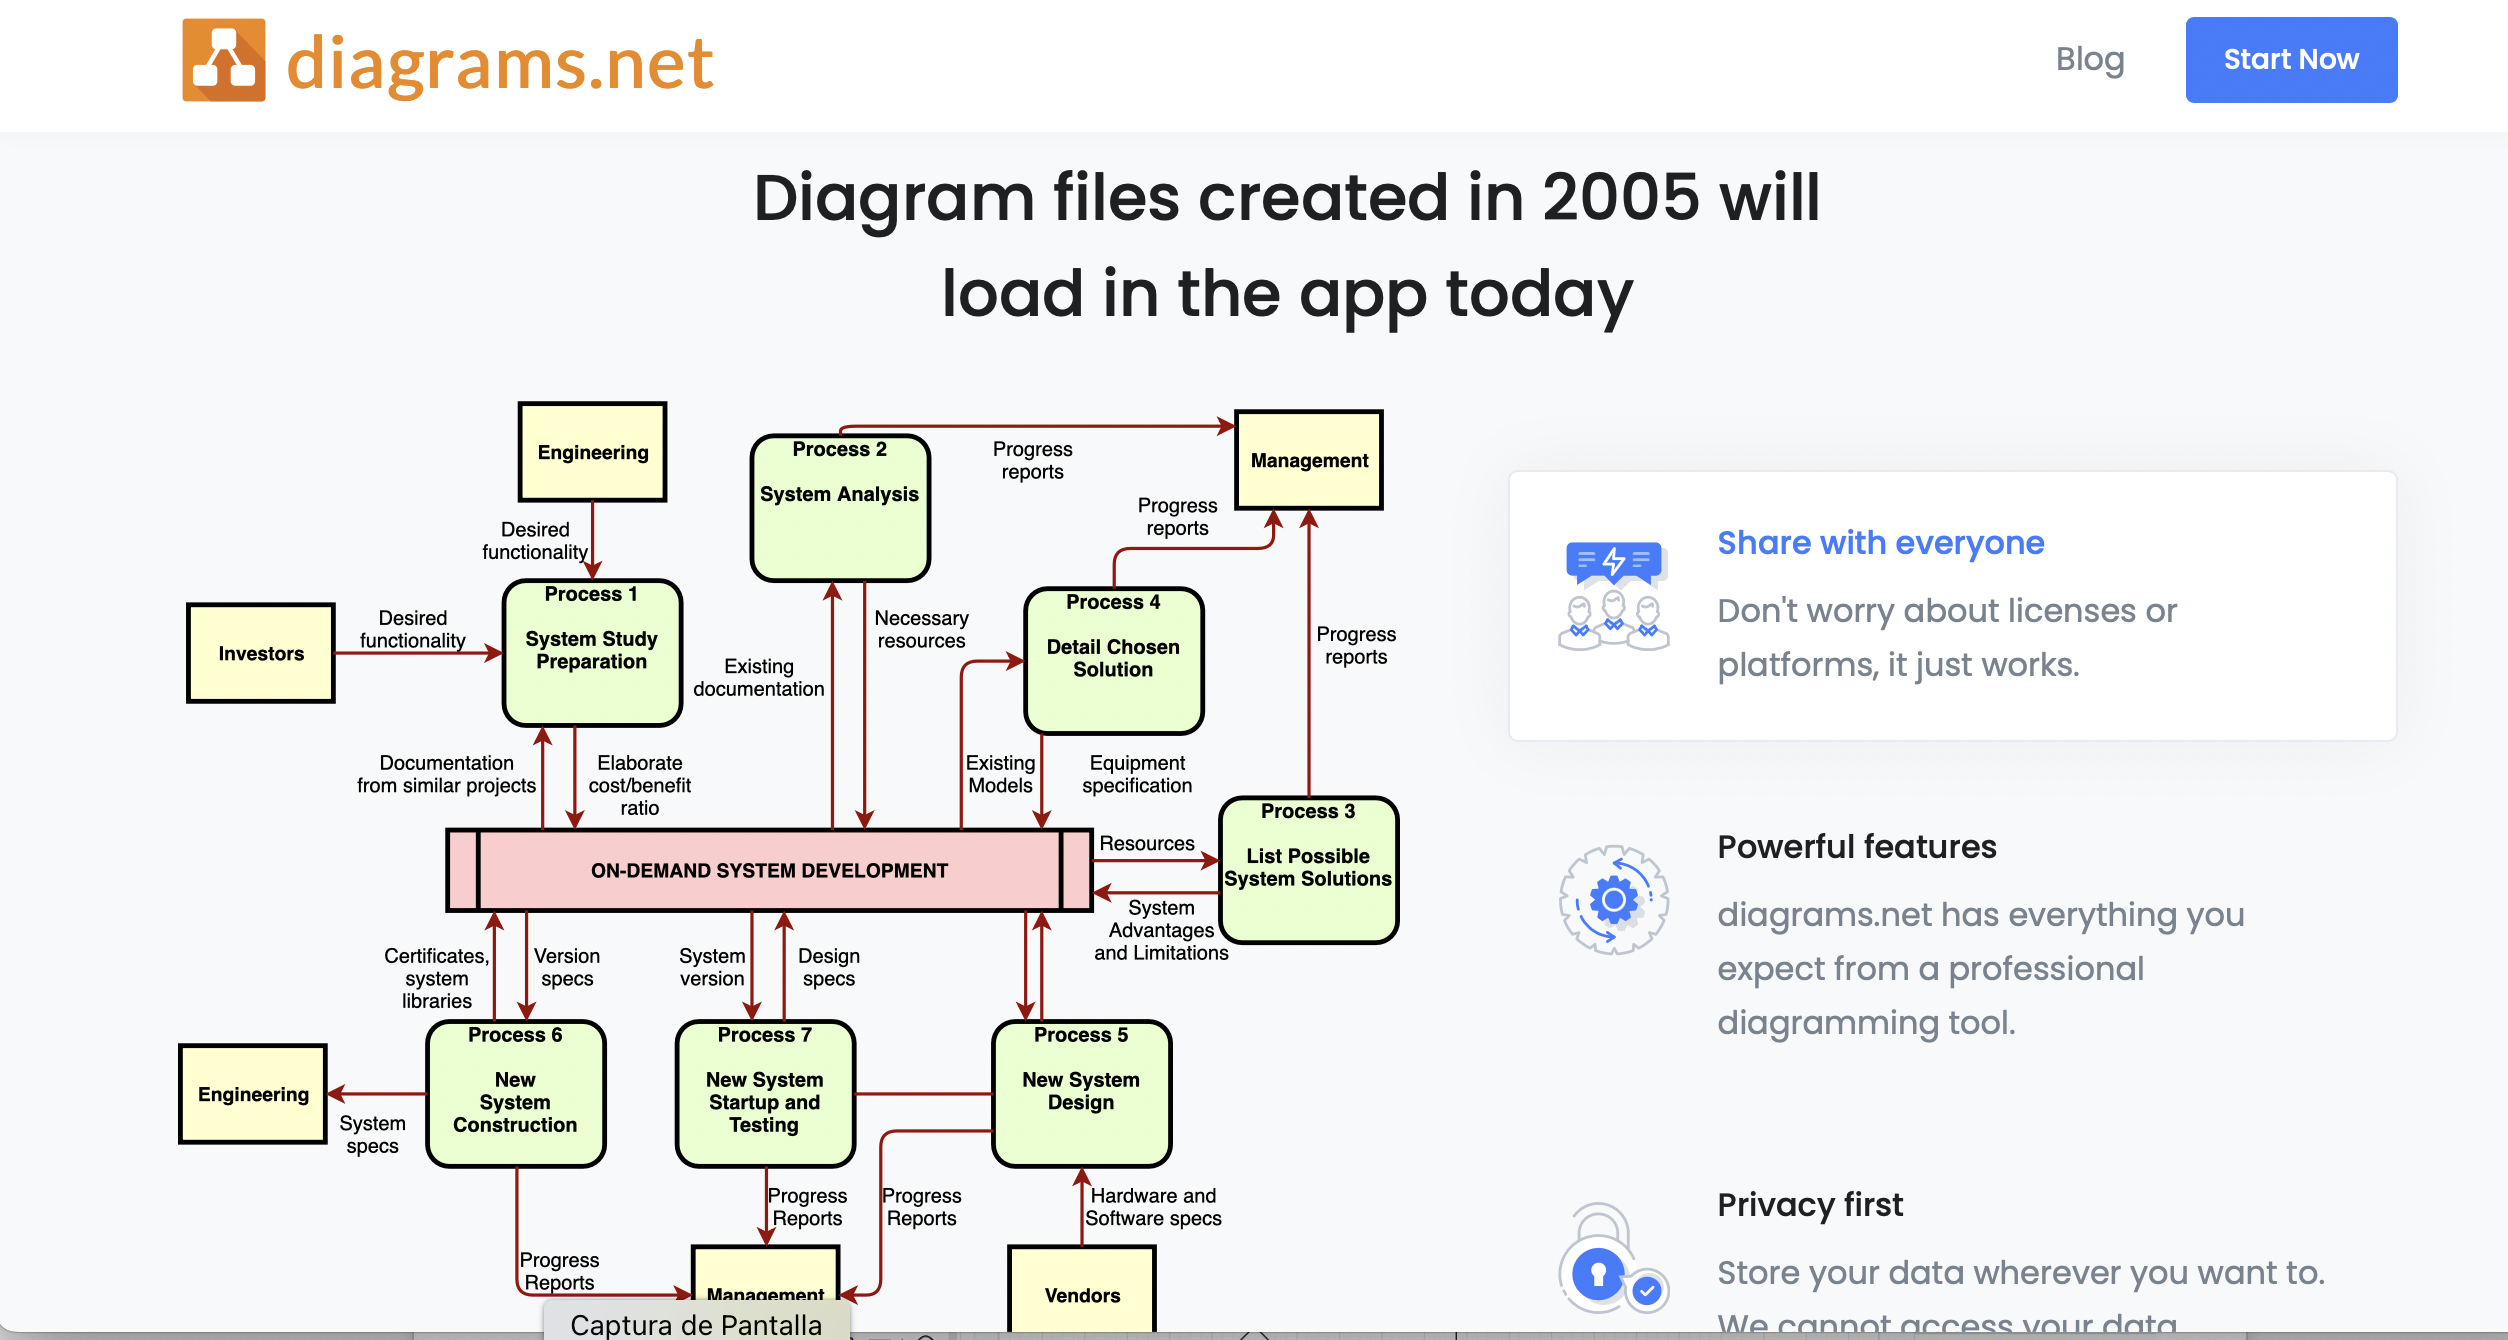 diagrams.net
Blog
Start Now
Diagram files created in 2005 will
load in the app today
Engineering
Process 2
System Analysis
Progress
reports
Management
Desired
functionality
Progress
reports
Investors
Desired
functionality
Process 1
System Study
Preparation
Existing
documentation
Necessary
resources
Process 4
Detail Chosen
Solution
Progress
reports
Documentation
from similar projects
Elaborate
cost/benefit
ratio
Existing
Models
Equipment
specification
ON-DEMAND SYSTEM DEVELOPMENT
Resources
Process 3
List Possible
System Solutions
System
Advantages
and Limitations
Certificates,
system
libraries
Version
specs
System
version
Design
specs
Engineering
System
specs
Process 6
New
System
Construction
Process 7
New System
Startup and
Testing
Process 5
New System
Design
Progress
Reports
Progress
Reports
Progress
Reports
Hardware and
Software specs
Management
Vendors
Captura de Pantalla
Share with everyone
Don't worry about licenses or
platforms, it just works.
Powerful features
diagrams.net has everything you
expect from a professional
diagramming tool.
Privacy first
Store your data wherever you want to.
We cannot access your data